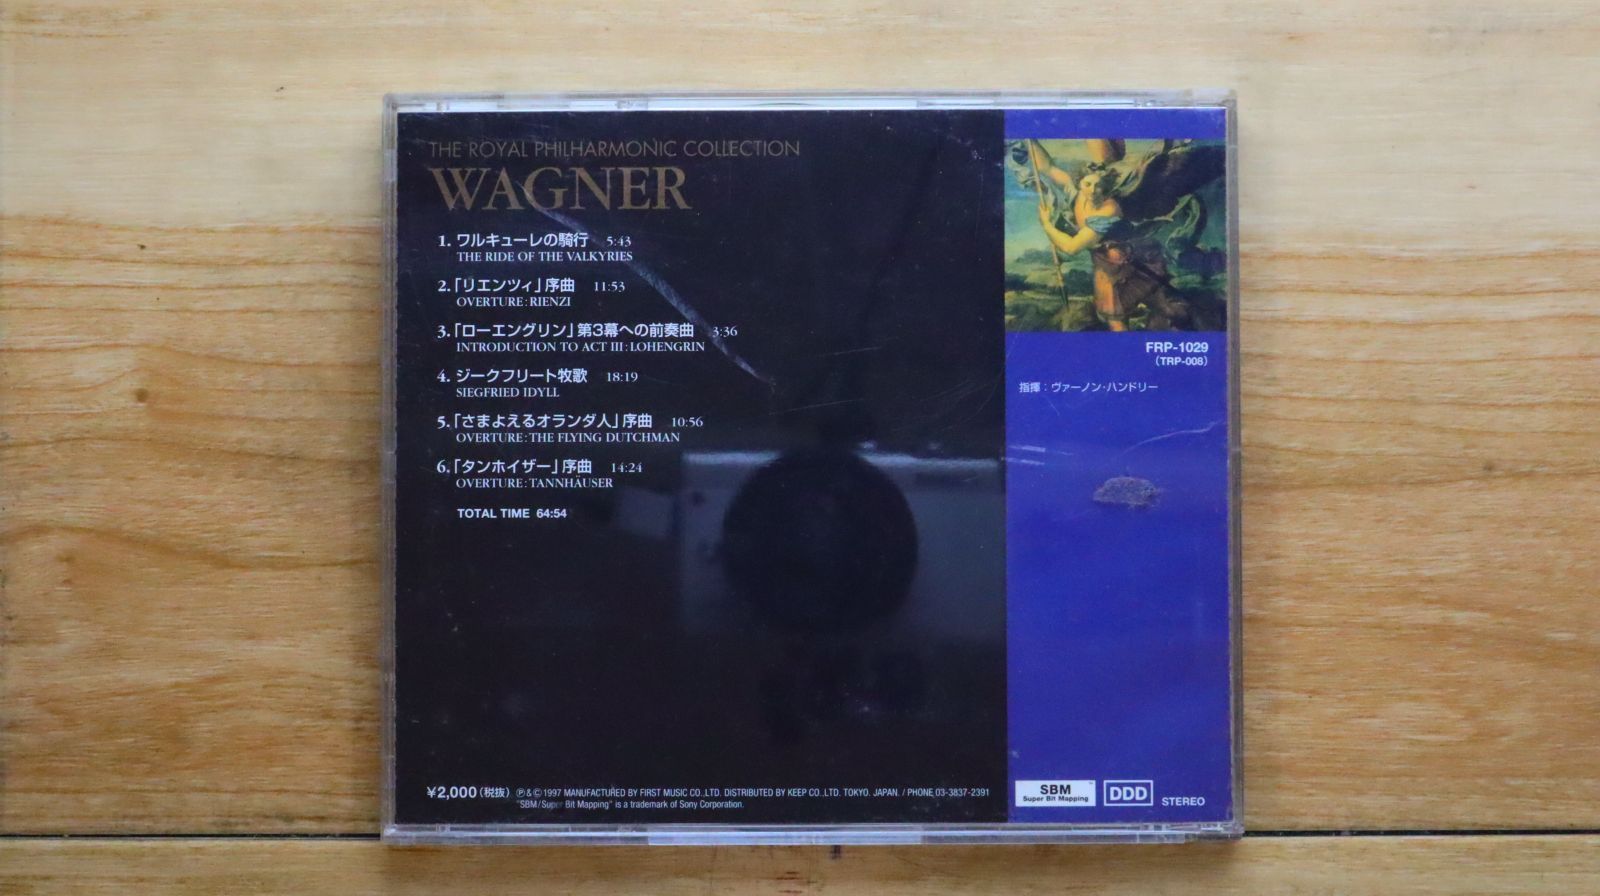 THE ROYAL PHILHARMONIC COLLECTION
WAGNER
1. ワルキューレの騎行 5:43
THE RIDE OF THE VALKYRIES
2.「リエンツィ」序曲 11:53
OVERTURE:RIENZI
3.「ローエングリン」第3幕への前奏曲 3:36
INTRODUCTION TO ACT III:LOHENGRIN
4. ジークフリート牧歌 18:19
SIEGFRIED IDYLL
5.「さまよえるオランダ人」序曲 10:56
OVERTURE:THE FLYING DUTCHMAN
6.「タンホイザー」序曲 14:24
OVERTURE:TANNHÄUSER
TOTAL TIME 64:54
FRP-1029
(TRP-008)
指揮:ヴァーノン・ハンドリー
¥2,000(税抜) Ⓟ&Ⓒ1997 MANUFACTURED BY FIRST MUSIC CO.,LTD. DISTRIBUTED BY KEEP CO.,LTD. TOKYO. JAPAN. / PHONE 03-3837-2391
"SBM/Super Bit Mapping" is a trademark of Sony Corporation.
SBM
Super Bit Mapping
DDD
STEREO